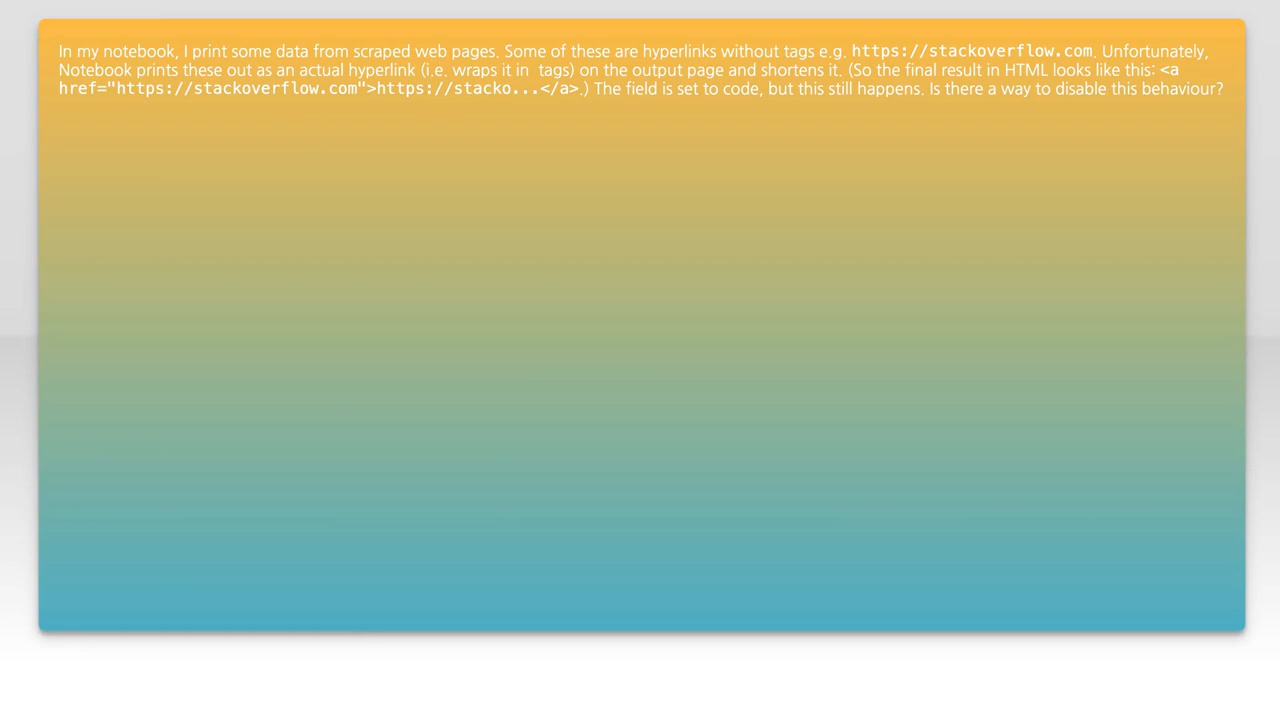 In my notebook, I print some data from scraped web pages. Some of these are hyperlinks without tags e.g. https://stackoverflow.com. Unfortunately,
Notebook prints these out as an actual hyperlink (i.e. wraps it in  tags) on the output page and shortens it. (So the final result in HTML looks like this: <a
href="https://stackoverflow.com">https://stacko...</a>.) The field is set to code, but this still happens. Is there a way to disable this behaviour?